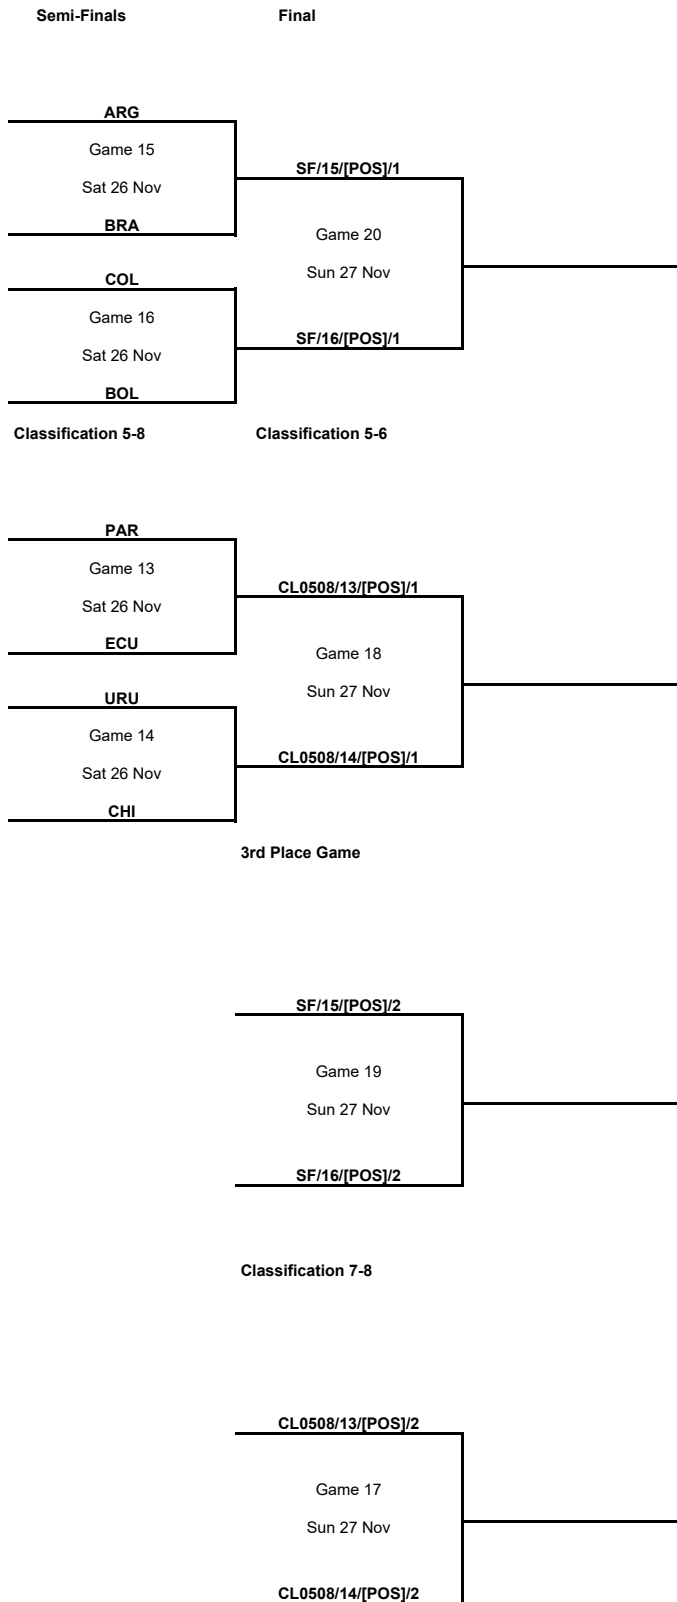 Semi-Finals Final
ARG
Game 15
SF/15/[POS]/1
Sat 26 Nov
BRA
Game 20
COL
Sun 27 Nov
Game 16
SF/16/[POS]/1
Sat 26 Nov
BOL
Classification 5-8 Classification 5-6
PAR
Game 13
CL0508/13/[POS]/1
Sat 26 Nov
ECU
Game 18
URU
Sun 27 Nov
Game 14
CL0508/14/[POS]/1
Sat 26 Nov
CHI
3rd Place Game
SF/15/[POS]/2
Game 19
Sun 27 Nov
SF/16/[POS]/2
Classification 7-8
CL0508/13/[POS]/2
Game 17
Sun 27 Nov
CL0508/14/[POS]/2